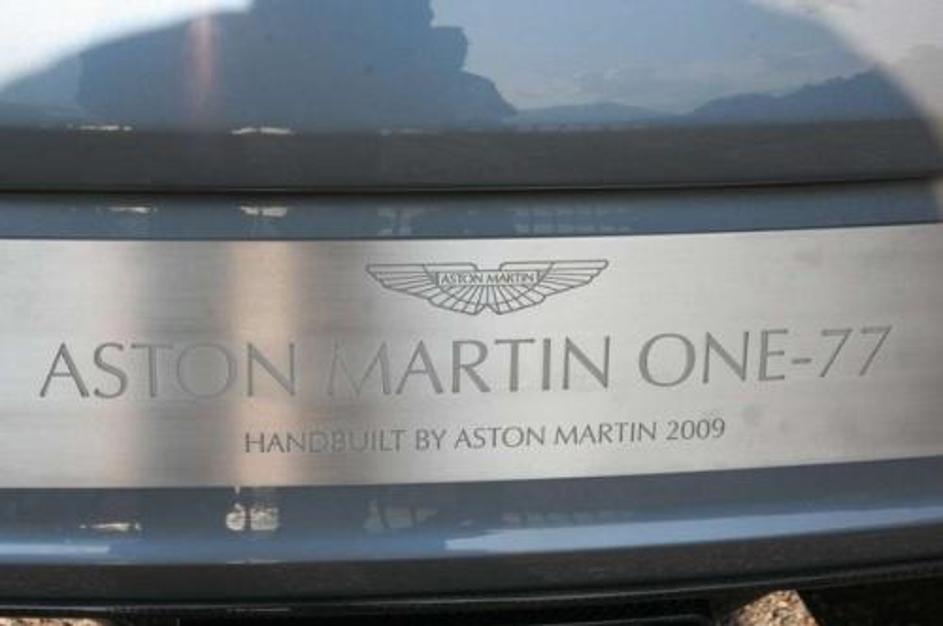 ASTON MARTIN
ASTON MARTIN ONE-77
HANDBUILT BY ASTON MARTIN 2009